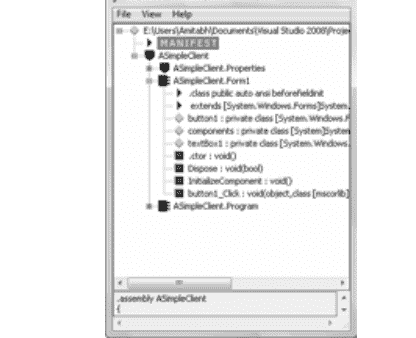 File View Help
E:\Users\Amitabh\Documents\Visual Studio 2008\Proje
MANIFEST
ASimpleClient
ASimpleClient.Properties
ASimpleClient.Form1
.class public auto ansi beforefieldinit
extends [System.Windows.Forms]System.
button1 : private class [System.Windows.F
components : private class [System]System
textBox1 : private class [System.Windows.
.ctor : void()
Dispose : void(bool)
InitializeComponent : void()
button1_Click : void(object,class [mscorlib]
ASimpleClient.Program
.assembly ASimpleClient
{